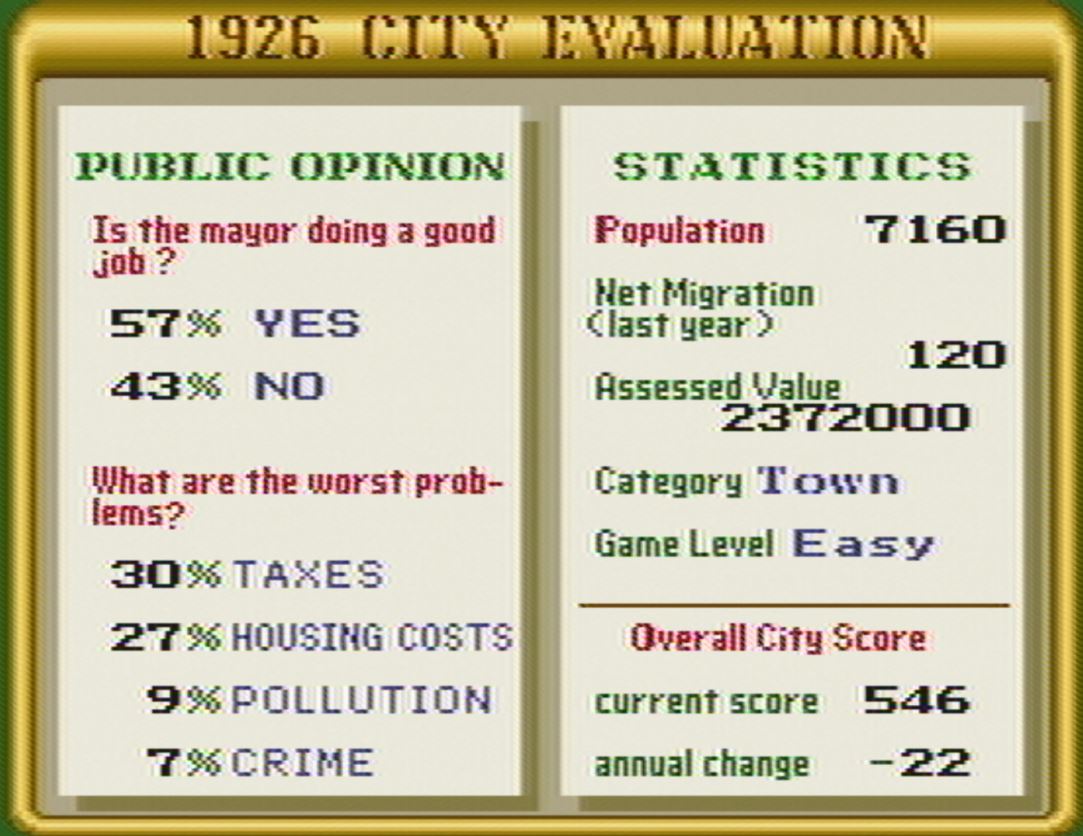 1926 CITY EVALUATION
PUBLIC OPINION
Is the mayor doing a good
job ?
57% YES
43% NO
What are the worst prob-
lems?
30% TAXES
27% HOUSING COSTS
9% POLLUTION
7% CRIME
STATISTICS
Population 7160
Net Migration
(last year)
120
Assessed Value
2372000
Category Town
Game Level Easy
Overall City Score
current score 546
annual change -22